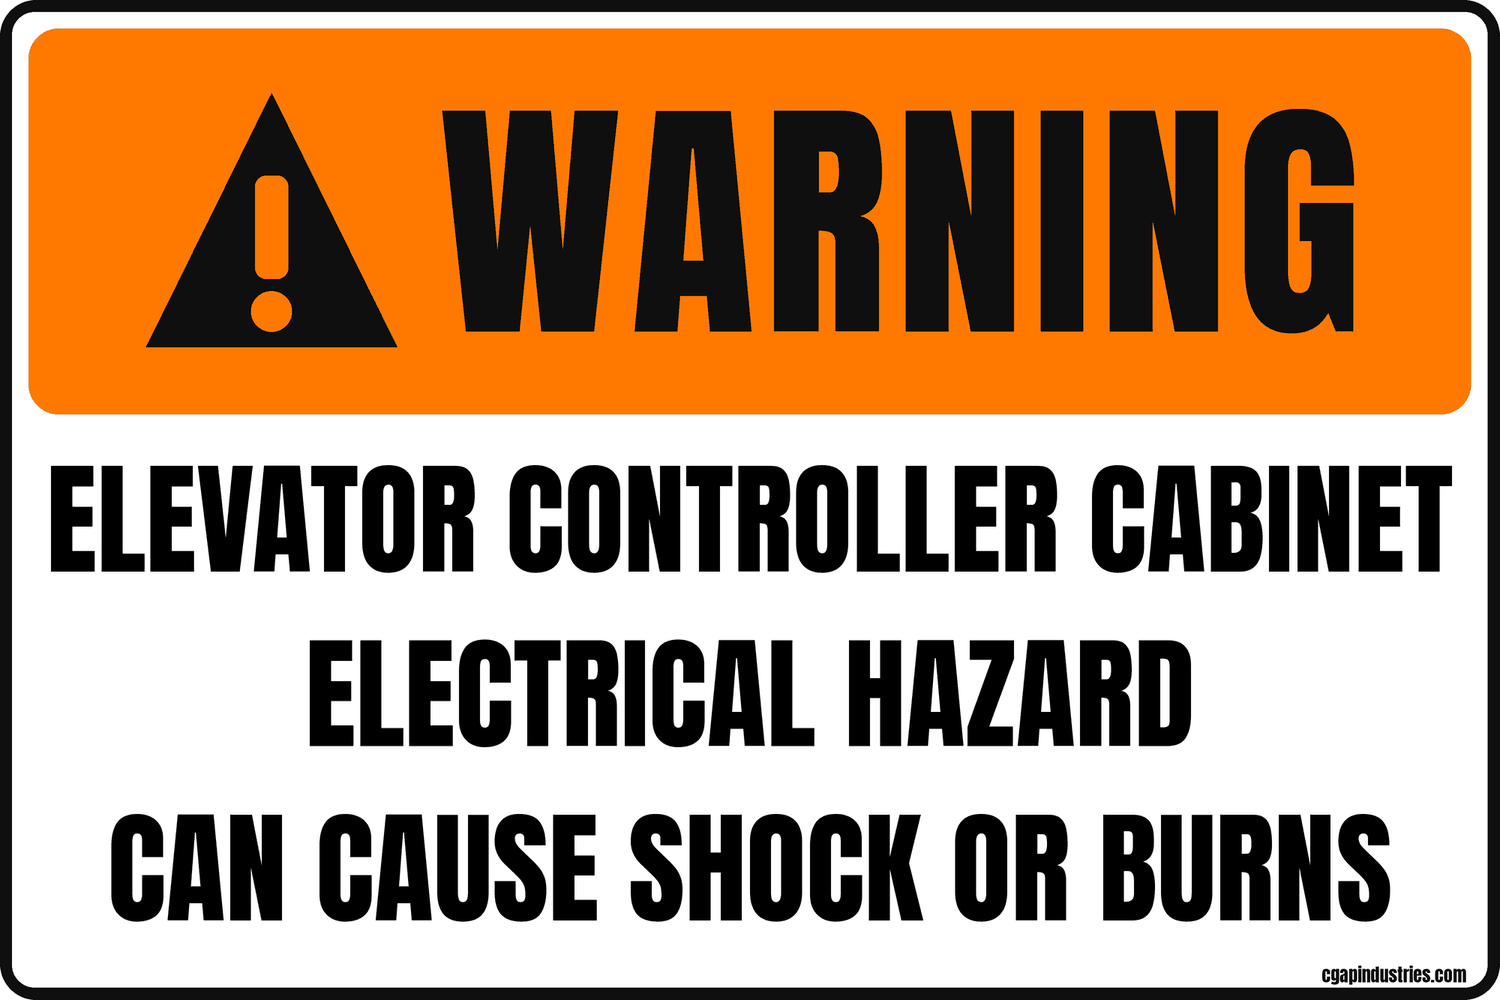 WARNING
ELEVATOR CONTROLLER CABINET
ELECTRICAL HAZARD
CAN CAUSE SHOCK OR BURNS
cgapindustries.com